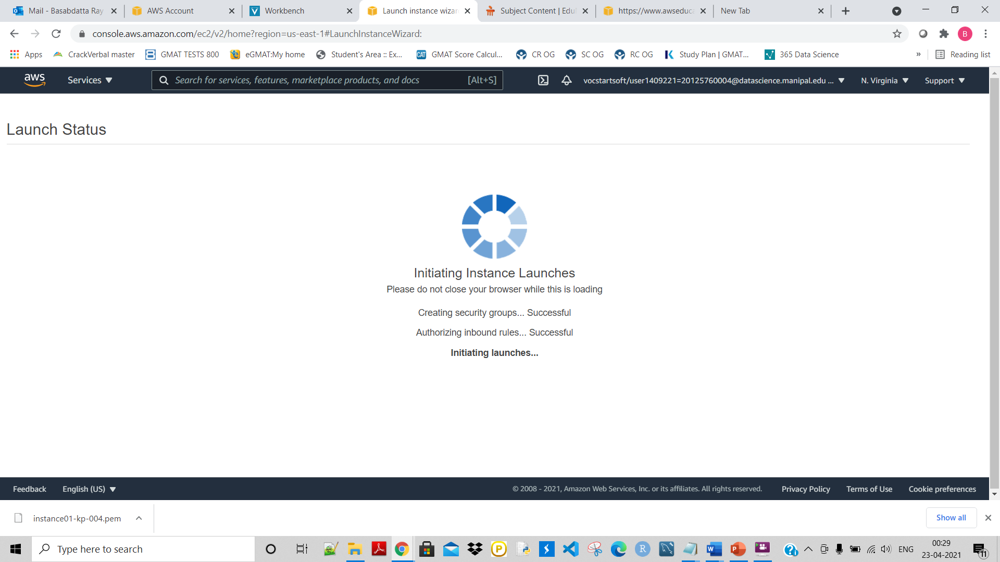 Mail - Basabdatta Ray
AWS Account
Workbench
Launch instance wizar
Subject Content | Edu
https://www.awseduca
New Tab
console.aws.amazon.com/ec2/v2/home?region=us-east-1#LaunchInstanceWizard:
B
Apps
CrackVerbal master
GMAT TESTS 800
eGMAT:My home
Student's Area :: Ex...
CAT
GMAT Score Calcul...
CR OG
SC OG
RC OG
Study Plan | GMAT...
365 Data Science
»
Reading list
aws
Services
Search for services, features, marketplace products, and docs
[Alt+S]
vocstartsoft/user1409221=20125760004@datascience.manipal.edu ...
N. Virginia
Support
Launch Status
Initiating Instance Launches
Please do not close your browser while this is loading
Creating security groups... Successful
Authorizing inbound rules... Successful
Initiating launches...
Feedback
English (US)
© 2008 - 2021, Amazon Web Services, Inc. or its affiliates. All rights reserved.
Privacy Policy
Terms of Use
Cookie preferences
instance01-kp-004.pem
Show all
Type here to search
ENG
00:29
23-04-2021
11